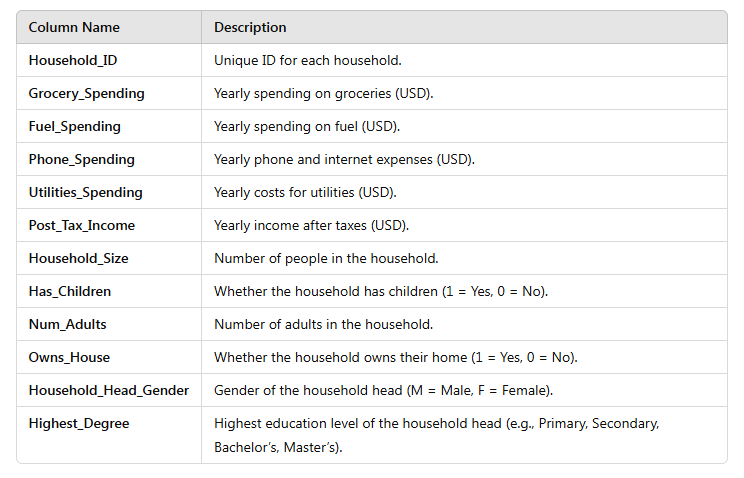 Column Name Description
Household_ID Unique ID for each household.
Grocery_Spending Yearly spending on groceries (USD).
Fuel_Spending Yearly spending on fuel (USD).
Phone_Spending Yearly phone and internet expenses (USD).
Utilities_Spending Yearly costs for utilities (USD).
Post_Tax_Income Yearly income after taxes (USD).
Household_Size Number of people in the household.
Has_Children Whether the household has children (1 = Yes, 0 = No).
Num_Adults Number of adults in the household.
Owns_House Whether the household owns their home (1 = Yes, 0 = No).
Household_Head_Gender Gender of the household head (M = Male, F = Female).
Highest_Degree Highest education level of the household head (e.g., Primary, Secondary,
Bachelor’s, Master’s).